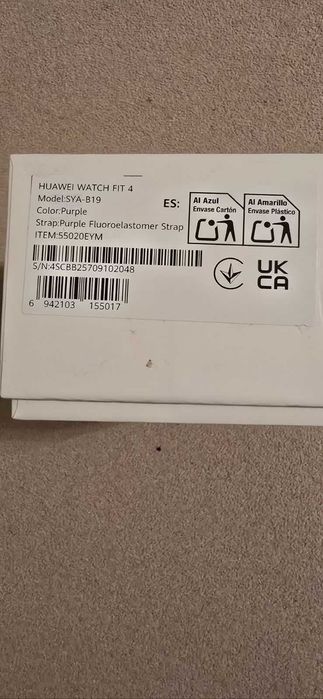 HUAWEI WATCH FIT 4
Model:SYA-B19
Color:Purple
Strap:Purple Fluoroelastomer Strap
ITEM:55020EYM
S/N:4SCBB25709102048
6 942103 155017
ES:
Al Azul
Envase Cartón
Al Amarillo
Envase Plástico
UK
CA